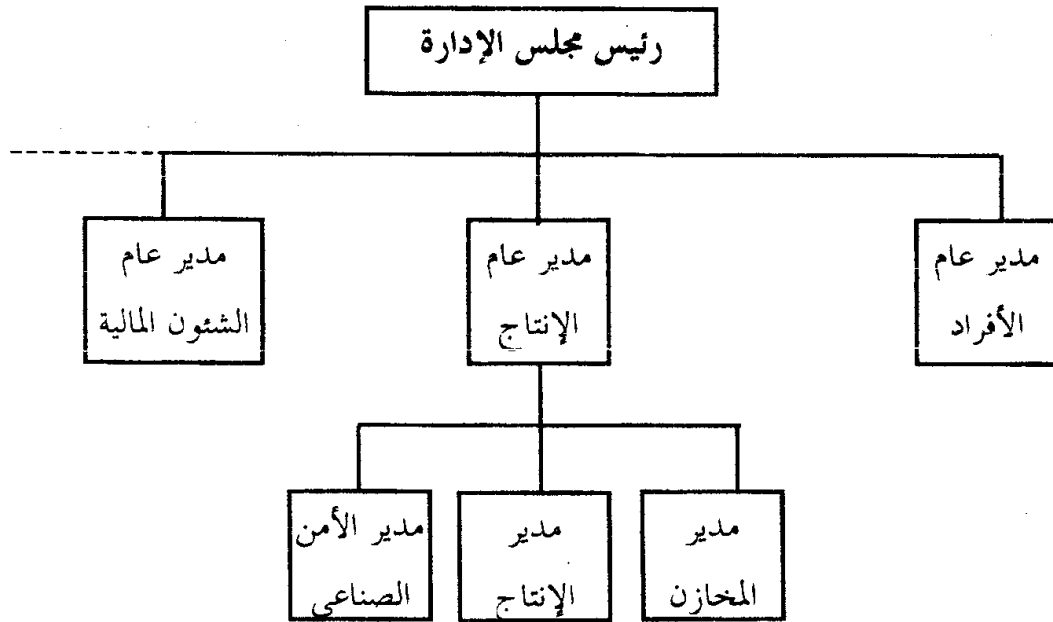 رئيس مجلس الإدارة
مدير عام
الأفراد
مدير عام
الإنتاج
مدير عام
الشئون المالية
مدير
المخازن
مدير
الإنتاج
مدير الأمن
الصناعي